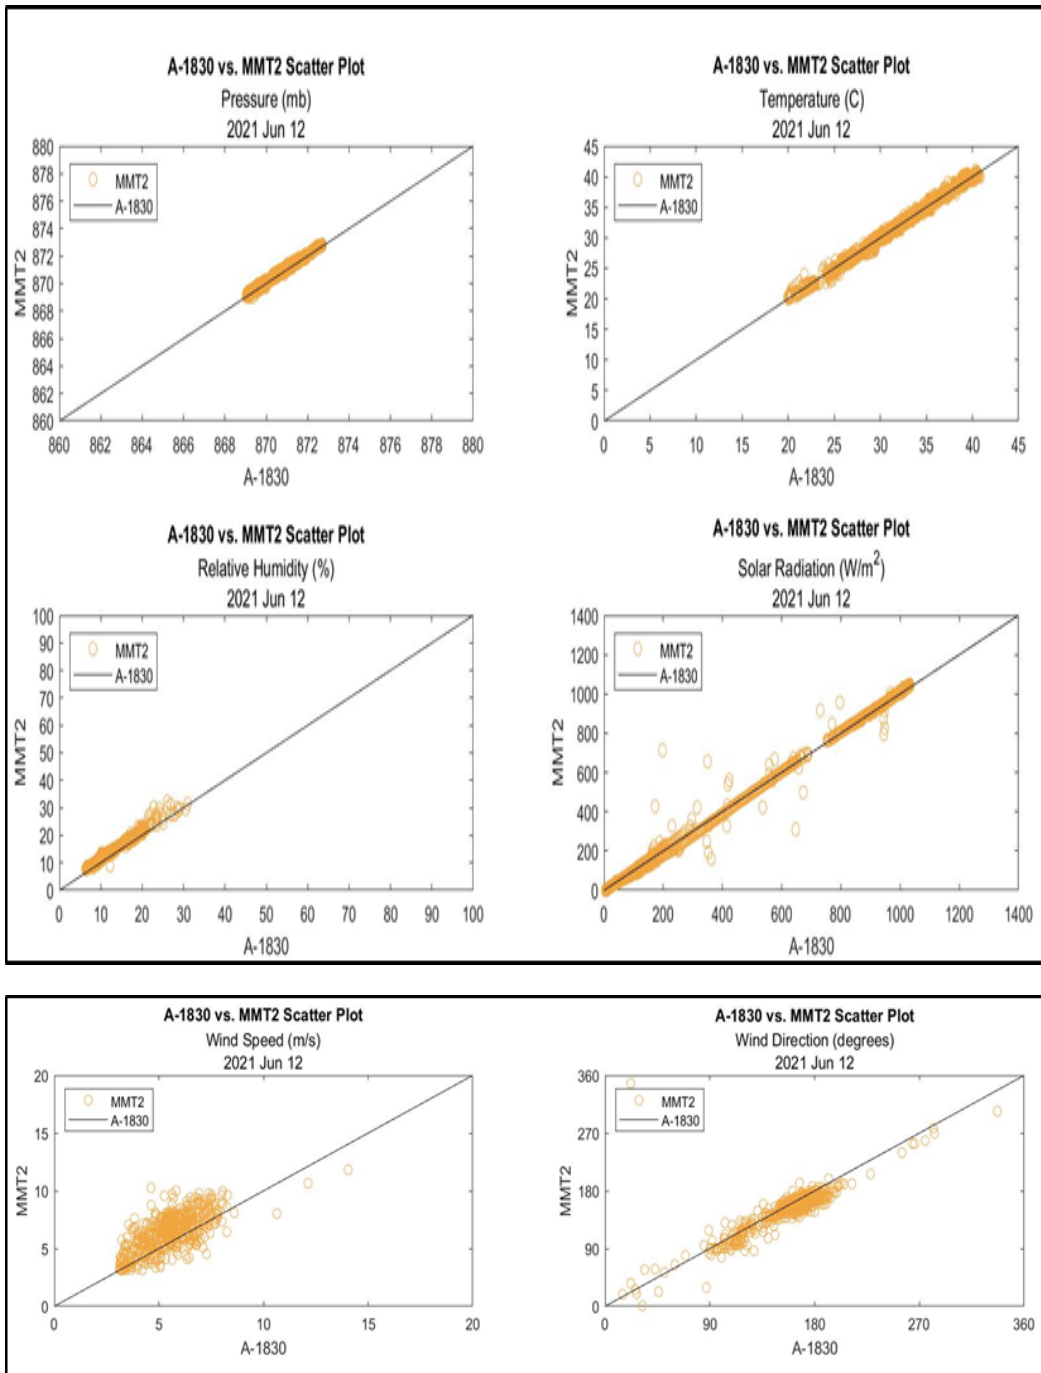 A-1830 vs. MMT2 Scatter Plot
Pressure (mb)
2021 Jun 12
880
878
876
874
872
870
868
866
864
862
860
MMT2
MMT2
A-1830
860 862 864 866 868 870 872 874 876 878 880
A-1830
A-1830 vs. MMT2 Scatter Plot
Temperature (C)
2021 Jun 12
45
40
35
30
25
20
15
10
5
0
MMT2
MMT2
A-1830
0 5 10 15 20 25 30 35 40 45
A-1830
A-1830 vs. MMT2 Scatter Plot
Relative Humidity (%)
2021 Jun 12
100
90
80
70
60
50
40
30
20
10
0
MMT2
MMT2
A-1830
0 10 20 30 40 50 60 70 80 90 100
A-1830
A-1830 vs. MMT2 Scatter Plot
Solar Radiation (W/m²)
2021 Jun 12
1400
1200
1000
800
600
400
200
0
MMT2
MMT2
A-1830
0 200 400 600 800 1000 1200 1400
A-1830
A-1830 vs. MMT2 Scatter Plot
Wind Speed (m/s)
2021 Jun 12
20
15
10
5
0
MMT2
MMT2
A-1830
0 5 10 15 20
A-1830
A-1830 vs. MMT2 Scatter Plot
Wind Direction (degrees)
2021 Jun 12
360
270
180
90
0
MMT2
MMT2
A-1830
0 90 180 270 360
A-1830